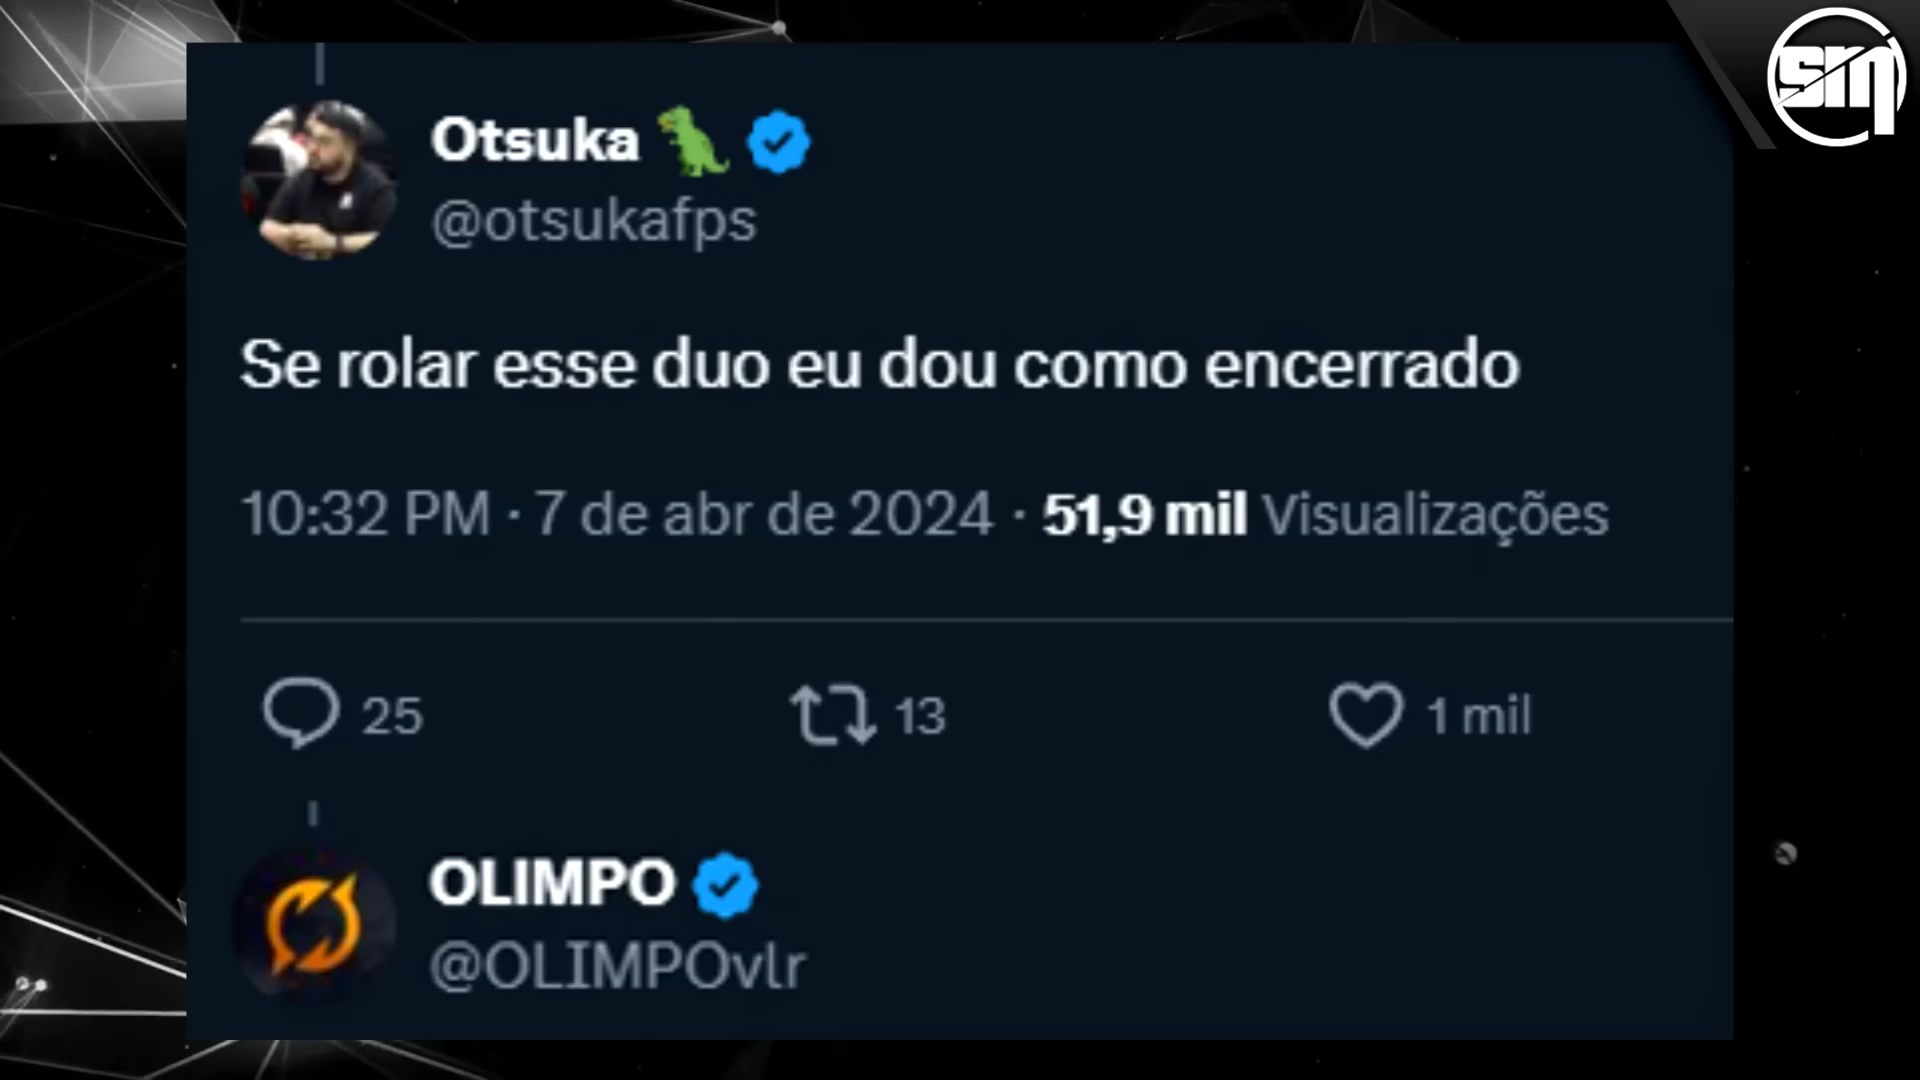 sm
Otsuka 🦖
@otsukafps
Se rolar esse duo eu dou como encerrado
10:32 PM · 7 de abr de 2024 · 51,9 mil Visualizações
25 13 1 mil
OLIMPO
@OLIMPOvlr